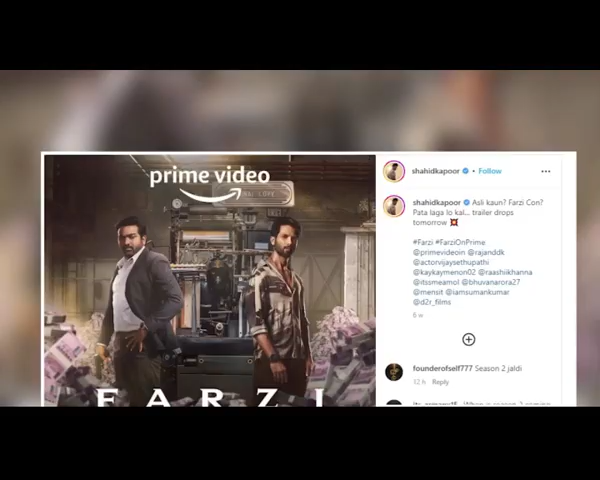 prime video
shahidkapoor • Follow
shahidkapoor Asli kaun? Farzi Con?
Pata laga lo kal... trailer drops
tomorrow 💥
#Farzi #FarziOnPrime
@primevideoin @rajanddk
@actorvijaysethupathi
@kaykaymenon02 @raashiikhanna
@itssmeamol @bhuvanarora27
@mensit @iamsumankumar
@d2r_films
6 w
founderofself777 Season 2 jaldi
12 h Reply
FARZI